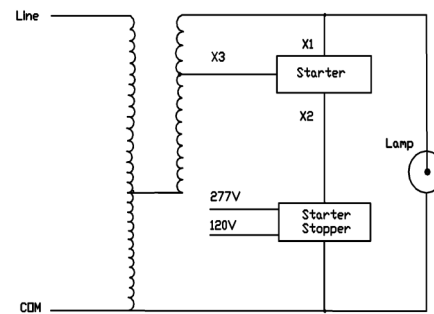 LIne
X3
X1
Starter
X2
Lamp
277V
120V
Starter
Stopper
COM